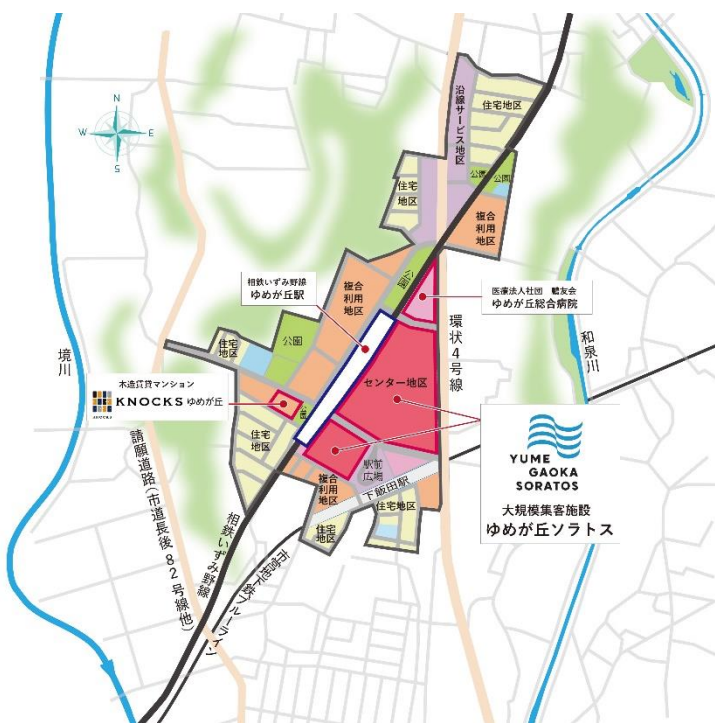 N
W E
S
沿線サービス地区
住宅地区
公園
公園
住宅
地区
複合
利用
地区
相鉄いずみ野線
ゆめが丘駅
複合
利用
地区
公園
医療法人社団 鵬友会
ゆめが丘総合病院
環状4号線
和泉川
境川
住宅
地区
公園
センター地区
木造賃貸マンション
KNOCKS ゆめが丘
KNOCKS
公園
YUME
GAOKA
SORATOS
大規模集客施設
ゆめが丘ソラトス
住宅
地区
駅前
広場
下飯田駅
複合
利用
地区
住宅地区
住宅
地区
請願道路(市道長後82号線他)
相鉄いずみ野線
市営地下鉄ブルーライン